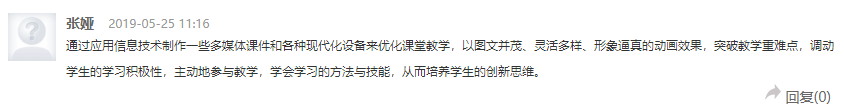 张娅 2019-05-25 11:16
通过应用信息技术制作一些多媒体课件和各种现代化设备来优化课堂教学，以图文并茂、灵活多样、形象逼真的动画效果，突破教学重难点，调动
学生的学习积极性，主动地参与教学，学会学习的方法与技能，从而培养学生的创新思维。
回复(0)